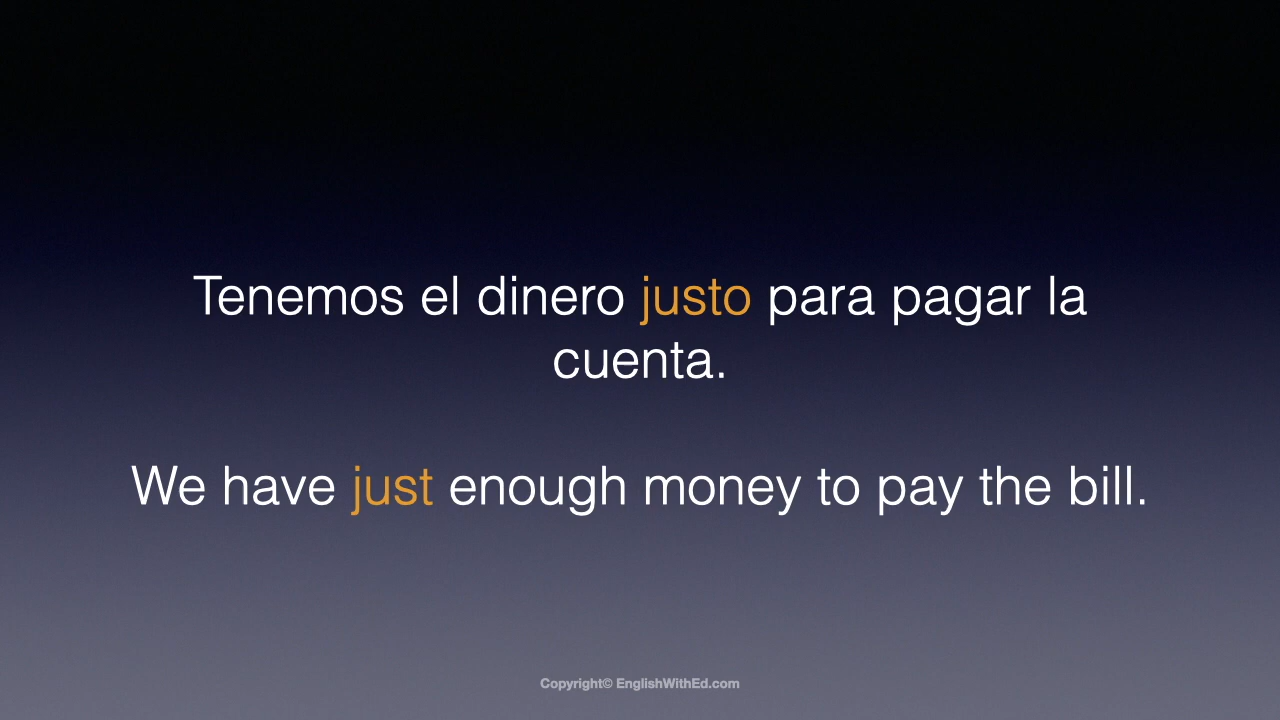 Tenemos el dinero justo para pagar la
cuenta.
We have just enough money to pay the bill.
Copyright© EnglishWithEd.com